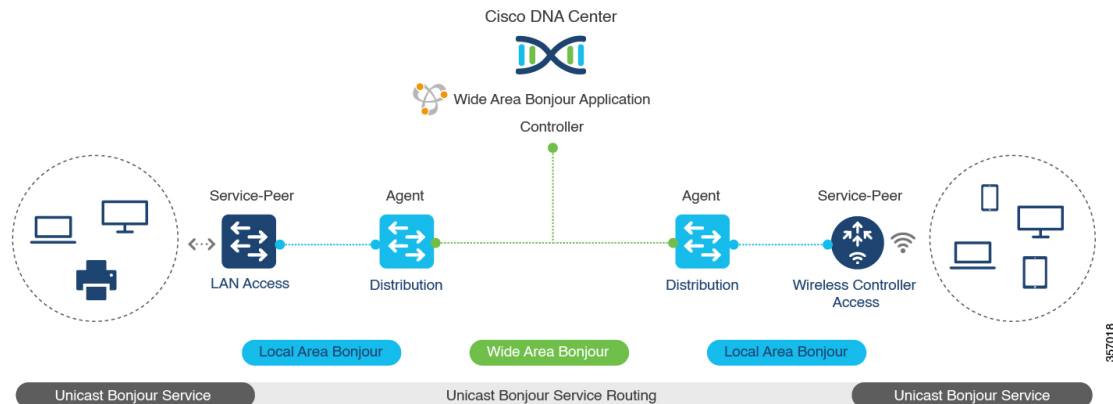 Cisco DNA Center
Wide Area Bonjour Application
Controller
Service-Peer
Agent
Agent
Service-Peer
LAN Access
Distribution
Distribution
Wireless Controller
Access
Local Area Bonjour
Wide Area Bonjour
Local Area Bonjour
357018
Unicast Bonjour Service
Unicast Bonjour Service Routing
Unicast Bonjour Service